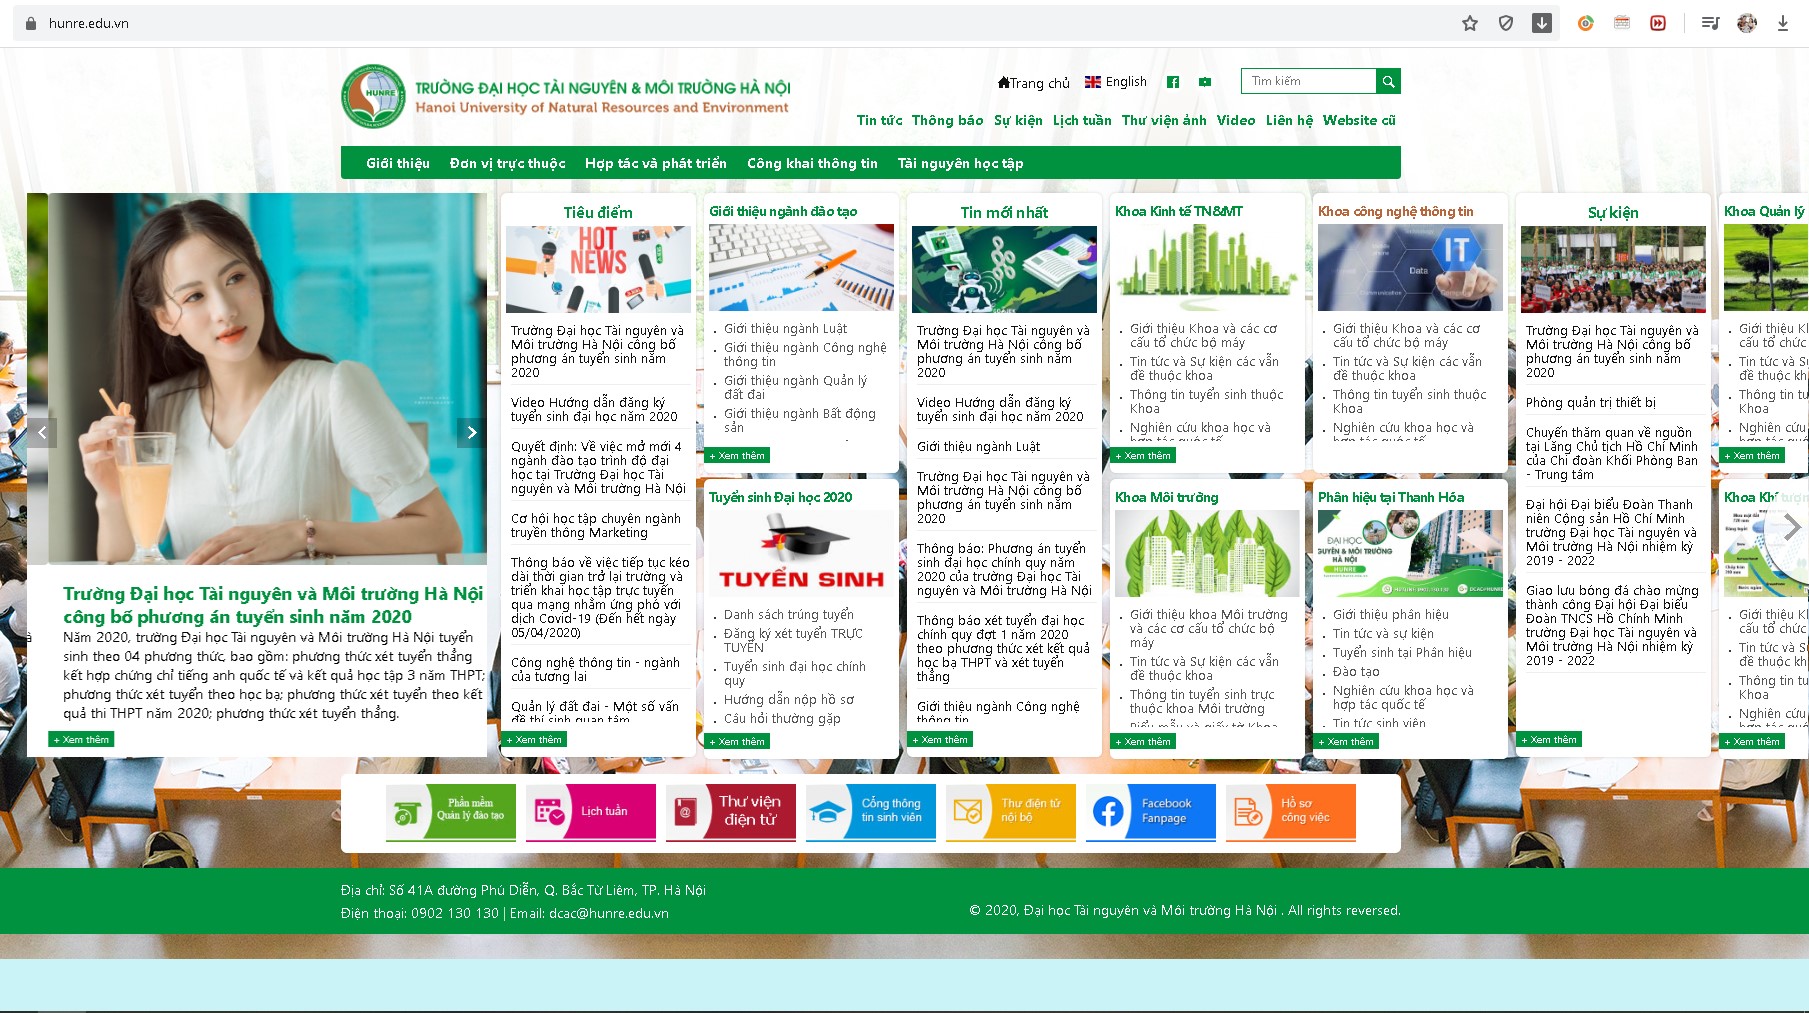 hunre.edu.vn
HUNRE
TRƯỜNG ĐẠI HỌC TÀI NGUYÊN & MÔI TRƯỜNG HÀ NỘI
Hanoi University of Natural Resources and Environment
Trang chủ English Tìm kiếm
Tin tức Thông báo Sự kiện Lịch tuần Thư viện ảnh Video Liên hệ Website cũ
Giới thiệu Đơn vị trực thuộc Hợp tác và phát triển Công khai thông tin Tài nguyên học tập
Trường Đại học Tài nguyên và Môi trường Hà Nội
công bố phương án tuyển sinh năm 2020
Năm 2020, trường Đại học Tài nguyên và Môi trường Hà Nội tuyển
sinh theo 04 phương thức, bao gồm: phương thức xét tuyển thẳng
kết hợp chứng chỉ tiếng anh quốc tế và kết quả học tập 3 năm THPT;
phương thức xét tuyển theo học bạ; phương thức xét tuyển theo kết
quả thi THPT năm 2020; phương thức xét tuyển thẳng.
+ Xem thêm
Tiêu điểm
HOT
NEWS
Trường Đại học Tài nguyên và
Môi trường Hà Nội công bố
phương án tuyển sinh năm
2020
Video Hướng dẫn đăng ký
tuyển sinh đại học năm 2020
Quyết định: Về việc mở mới 4
ngành đào tạo trình độ đại
học tại Trường Đại học Tài
nguyên và Môi trường Hà Nội
Cơ hội học tập chuyên ngành
truyền thông Marketing
Thông báo về việc tiếp tục kéo
dài thời gian trở lại trường và
triển khai học tập trực tuyến
qua mạng nhằm ứng phó với
dịch Covid-19 (Đến hết ngày
05/04/2020)
Công nghệ thông tin - ngành
của tương lai
Quản lý đất đai - Một số vấn
đề thí sinh quan tâm
+ Xem thêm
Giới thiệu ngành đào tạo
Giới thiệu ngành Luật
Giới thiệu ngành Công nghệ
thông tin
Giới thiệu ngành Quản lý
đất đai
Giới thiệu ngành Bất động
sản
+ Xem thêm
Tuyển sinh Đại học 2020
TUYỂN SINH
Danh sách trúng tuyển
Đăng ký xét tuyển TRỰC
TUYẾN
Tuyển sinh đại học chính
quy
Hướng dẫn nộp hồ sơ
Câu hỏi thường gặp
+ Xem thêm
Tin mới nhất
Trường Đại học Tài nguyên và
Môi trường Hà Nội công bố
phương án tuyển sinh năm
2020
Video Hướng dẫn đăng ký
tuyển sinh đại học năm 2020
Giới thiệu ngành Luật
Trường Đại học Tài nguyên và
Môi trường Hà Nội công bố
phương án tuyển sinh năm
2020
Thông báo: Phương án tuyển
sinh đại học chính quy năm
2020 của trường Đại học Tài
nguyên và Môi trường Hà Nội
Thông báo xét tuyển đại học
chính quy đợt 1 năm 2020
theo phương thức xét kết quả
học bạ THPT và xét tuyển
thẳng
Giới thiệu ngành Công nghệ
thông tin
+ Xem thêm
Khoa Kinh tế TN&MT
Giới thiệu Khoa và các cơ
cấu tổ chức bộ máy
Tin tức và Sự kiện các vấn
đề thuộc khoa
Thông tin tuyển sinh thuộc
Khoa
Nghiên cứu khoa học và
hợp tác quốc tế
+ Xem thêm
Khoa Môi trường
Giới thiệu khoa Môi trường
và các cơ cấu tổ chức bộ
máy
Tin tức và Sự kiện các vấn
đề thuộc khoa
Thông tin tuyển sinh trực
thuộc khoa Môi trường
Biểu mẫu và giấy tờ Khoa
+ Xem thêm
Khoa công nghệ thông tin
IT
Data
Giới thiệu Khoa và các cơ
cấu tổ chức bộ máy
Tin tức và Sự kiện các vấn
đề thuộc khoa
Thông tin tuyển sinh thuộc
Khoa
Nghiên cứu khoa học và
hợp tác quốc tế
Phân hiệu tại Thanh Hóa
ĐẠI HỌC
GUYÊN & MÔI TRƯỜNG
HÀ NỘI
HUNRE
Giới thiệu phân hiệu
Tin tức và sự kiện
Tuyển sinh tại Phân hiệu
Đào tạo
Nghiên cứu khoa học và
hợp tác quốc tế
Tin tức sinh viên
+ Xem thêm
Sự kiện
Trường Đại học Tài nguyên và
Môi trường Hà Nội công bố
phương án tuyển sinh năm
2020
Phòng quản trị thiết bị
Chuyến thăm quan về nguồn
tại Lăng Chủ tịch Hồ Chí Minh
của Chi đoàn Khối Phòng Ban
- Trung tâm
Đại hội Đại biểu Đoàn Thanh
niên Cộng sản Hồ Chí Minh
trường Đại học Tài nguyên và
Môi trường Hà Nội nhiệm kỳ
2019 - 2022
Giao lưu bóng đá chào mừng
thành công Đại hội Đại biểu
Đoàn TNCS Hồ Chính Minh
trường Đại học Tài nguyên và
Môi trường Hà Nội nhiệm kỳ
2019 - 2022
+ Xem thêm
Khoa Quản lý
Giới thiệu
cấu tổ chức
Tin tức và
đề thuộc
Thông
Khoa
Nghiên cứu
+ Xem thêm
Khoa
Giới thiệu
cấu tổ chức
Tin tức và
đề thuộc
Thông
Khoa
Nghiên cứu
+ Xem thêm
Phần mềm
Quản lý đào tạo
Lịch tuần
Thư viện
điện tử
Cổng thông
tin sinh viên
Thư điện tử
nội bộ
Facebook
Fanpage
Hồ sơ
công việc
Địa chỉ: Số 41A đường Phú Diễn, Q. Bắc Từ Liêm, TP. Hà Nội
Điện thoại: 0902 130 130 | Email: dcac@hunre.edu.vn
© 2020, Đại học Tài nguyên và Môi trường Hà Nội . All rights reversed.